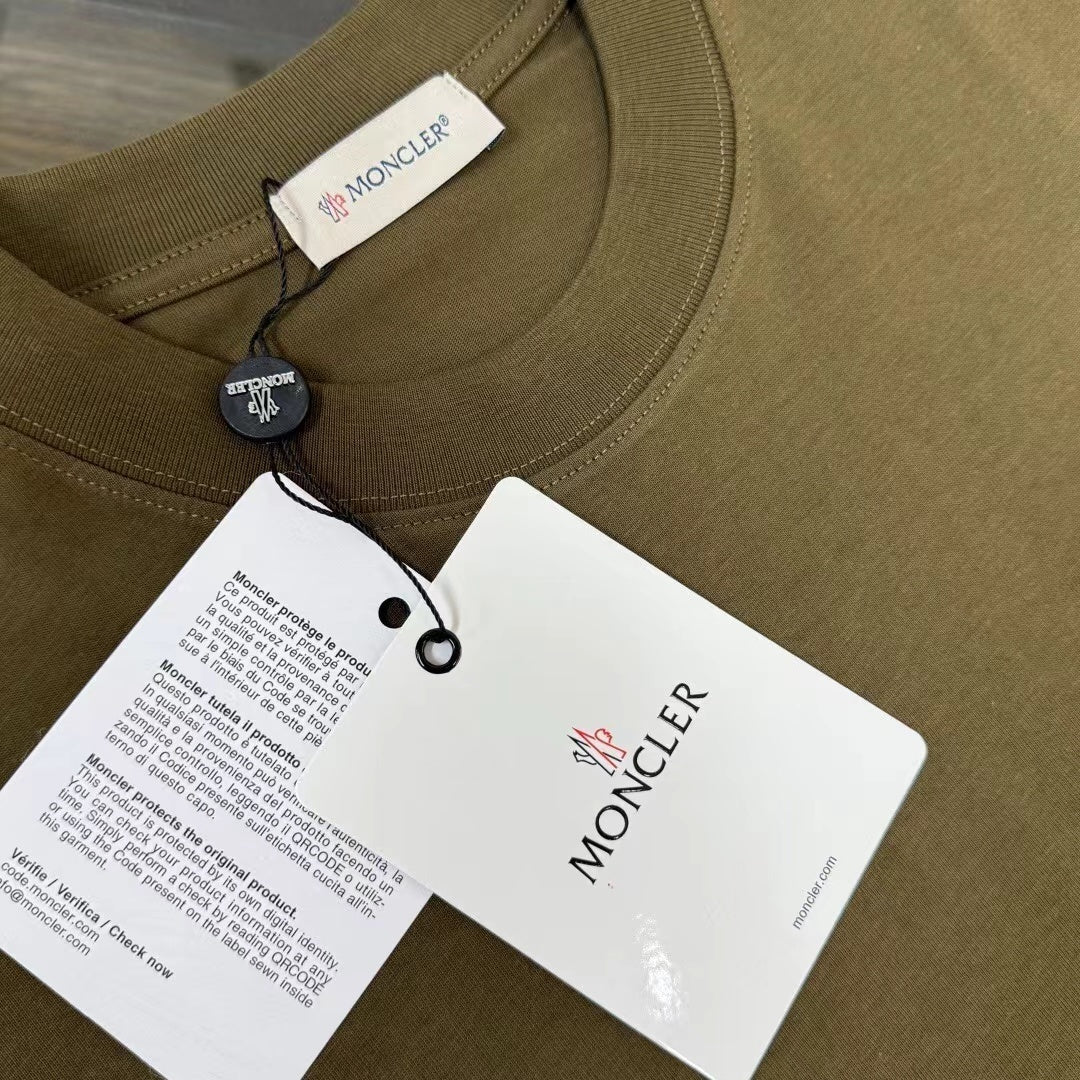 MONCLER®
MONCLER
Moncler protège le produ
Ce produit est protégé par
Vous pouvez vérifier à tout
la qualité et la provenance
un simple contrôle par la
par le biais du Code se
sue à l'intérieur de cette
Moncler tutela il prodotto
Questo prodotto è tutelato
In qualsiasi momento può verificare l'autenticità, la
qualità e la provenienza del prodotto facendo un
semplice controllo, leggendo il QRCODE o utiliz-
zando il Codice presente sull'etichetta cucita all'in-
terno di questo capo.
Moncler protects the original product.
This product is protected by its own digital identity.
You can check your product information at any
time. Simply perform a check by reading QRCODE
or using the Code present on the label sewn inside
this garment.
Vérifie / Verifica / Check now
code.moncler.com
nfo@moncler.com
MONCLER
moncler.com